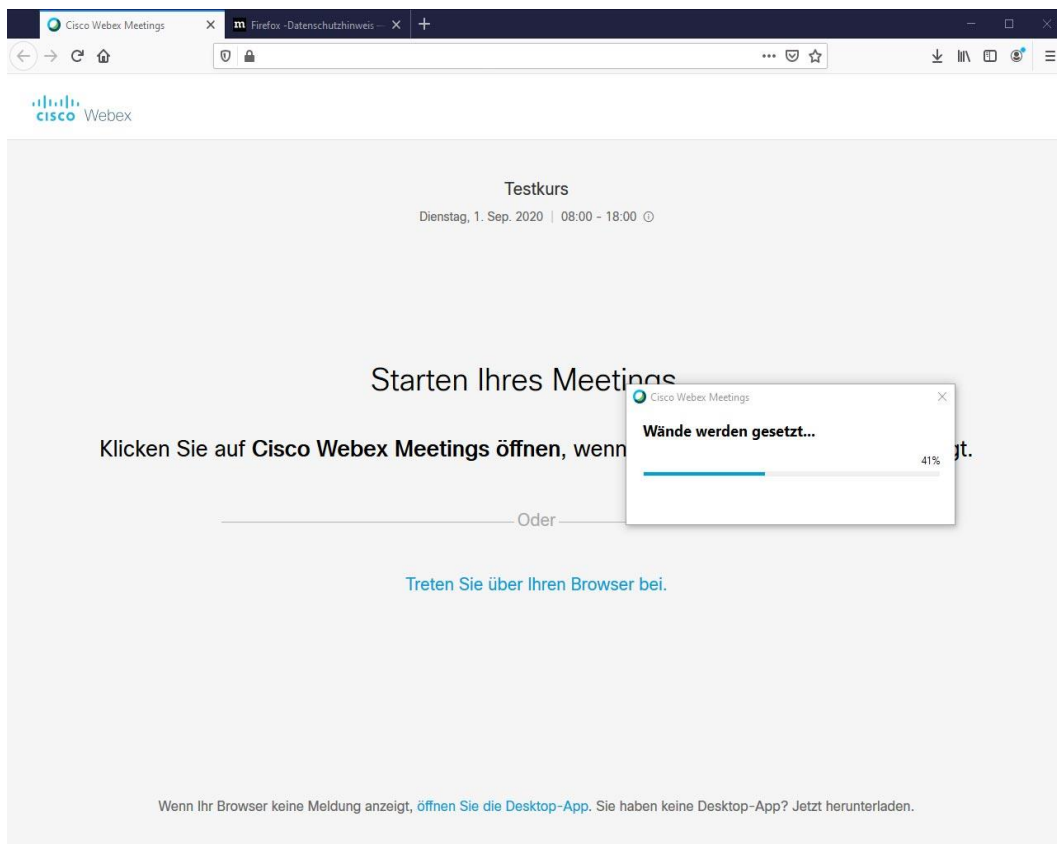 Cisco Webex Meetings
m Firefox -Datenschutzhinweis —
cisco Webex
Testkurs
Dienstag, 1. Sep. 2020 | 08:00 - 18:00
Starten Ihres Meetings
Cisco Webex Meetings
Wände werden gesetzt...
41%
Klicken Sie auf Cisco Webex Meetings öffnen, wenn gt.
Oder
Treten Sie über Ihren Browser bei.
Wenn Ihr Browser keine Meldung anzeigt, öffnen Sie die Desktop-App. Sie haben keine Desktop-App? Jetzt herunterladen.